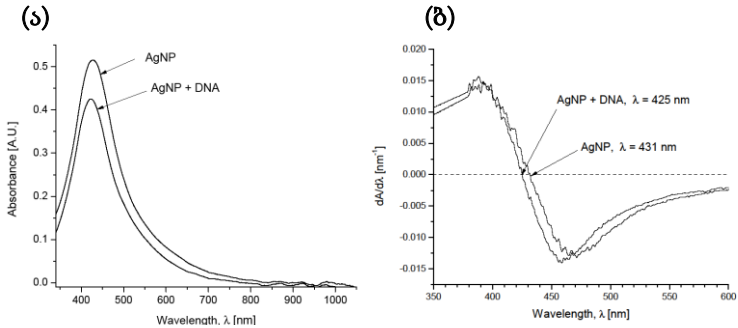 (ა)
(ბ)
AgNP
AgNP + DNA
0.5
0.4
0.3
0.2
0.1
0.0
Absorbance [A.U.]
400 500 600 700 800 900 1000
Wavelength, λ [nm]
0.020
0.015
0.010
0.005
0.000
-0.005
-0.010
-0.015
dA/dλ [nm⁻¹]
AgNP + DNA, λ = 425 nm
AgNP, λ = 431 nm
350 400 450 500 550 600
Wavelength, λ [nm]